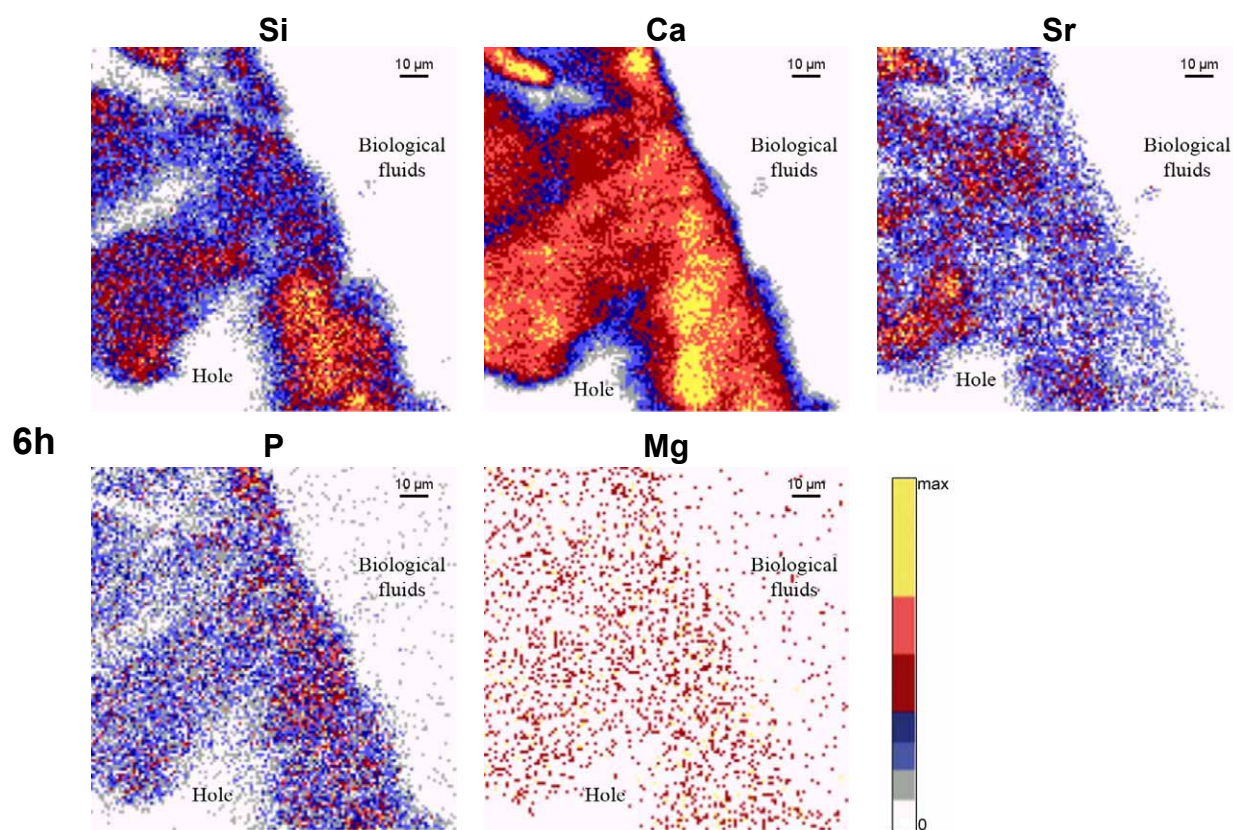 Si
Ca
Sr
10 μm
10 μm
10 μm
Biological
fluids
Biological
fluids
Biological
fluids
Hole
Hole
Hole
6h
P
Mg
10 μm
10 μm
max
Biological
fluids
Biological
fluids
Hole
Hole
0